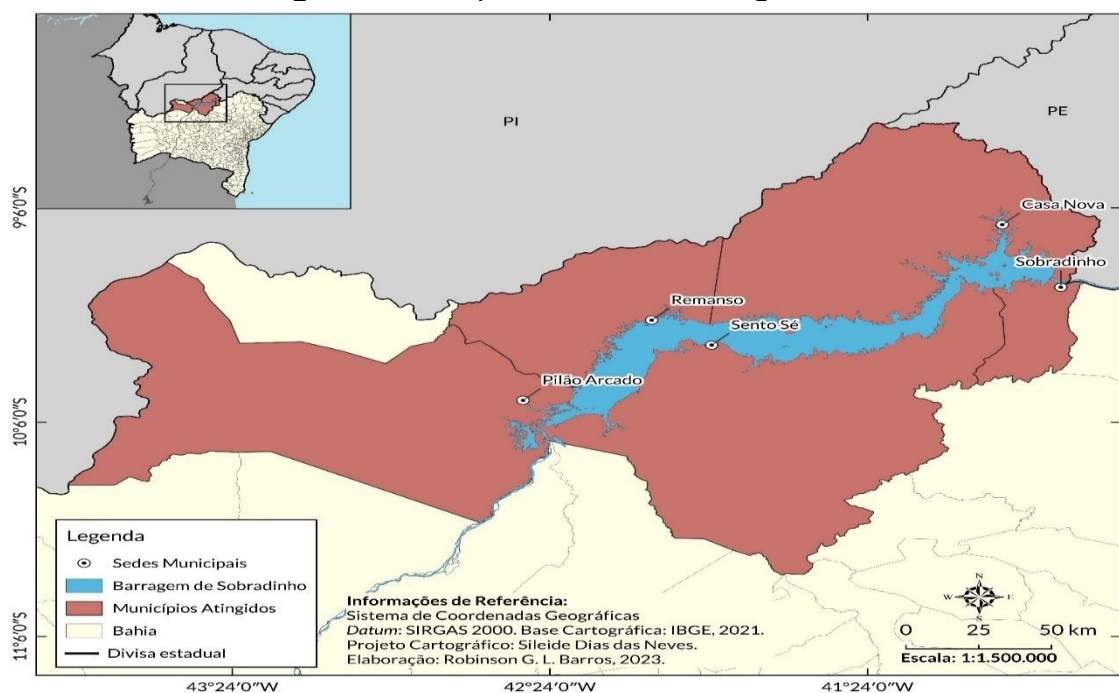 PI
PE
9°6'0"S
10°6'0"S
11°6'0"S
Casa Nova
Sobradinho
Remanso
Sento Sé
Pilão Arcado
Legenda
Sedes Municipais
Barragem de Sobradinho
Municípios Atingidos
Bahia
Divisa estadual
Informações de Referência:
Sistema de Coordenadas Geográficas
Datum: SIRGAS 2000. Base Cartográfica: IBGE, 2021.
Projeto Cartográfico: Sileide Dias das Neves.
Elaboração: Robinson G. L. Barros, 2023.
N
W E
S
0 25 50 km
Escala: 1:1.500.000
43°24'0"W 42°24'0"W 41°24'0"W